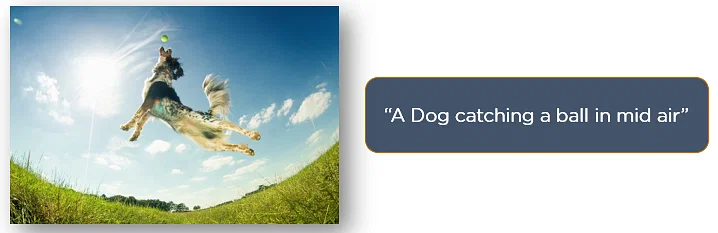 “A Dog catching a ball in mid air”